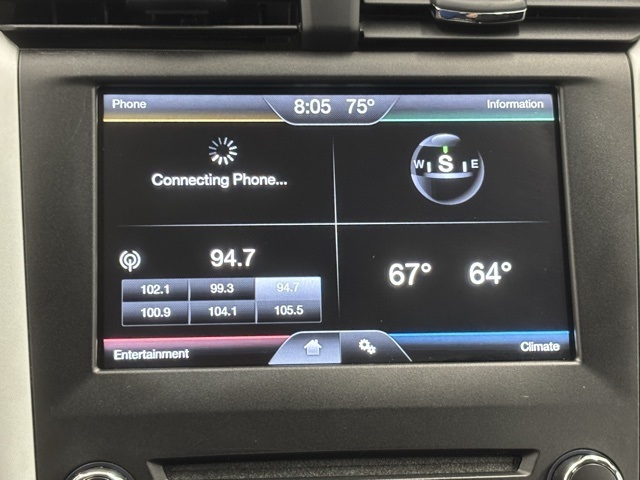 Phone 8:05 75° Information
Connecting Phone...
W S E
94.7
102.1 99.3 94.7
100.9 104.1 105.5
67° 64°
Entertainment Climate